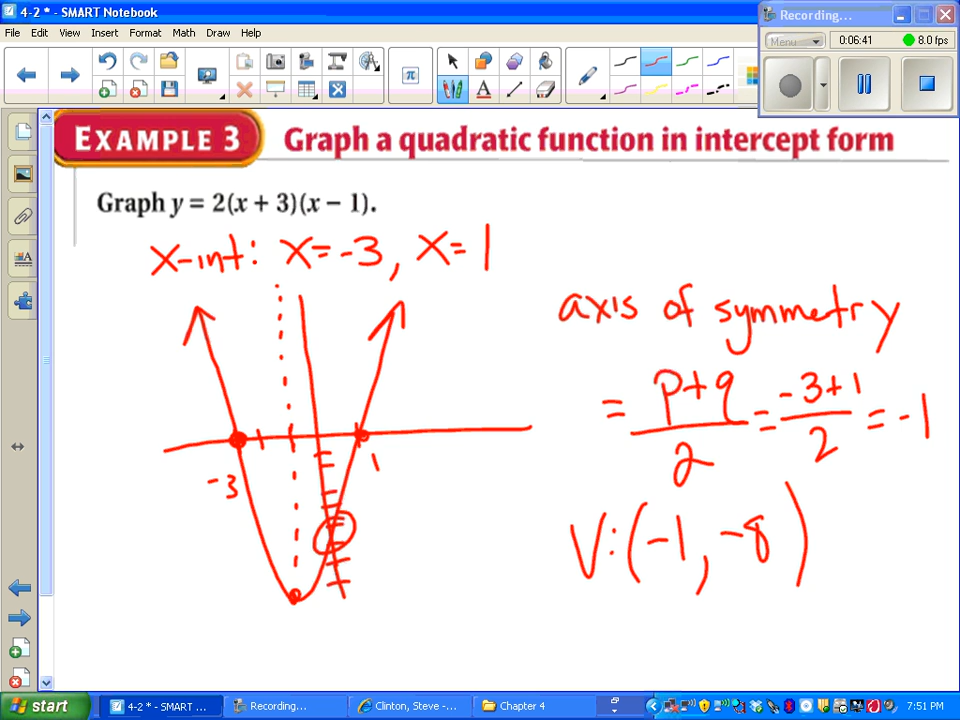 4-2 * - SMART Notebook
Recording...
File Edit View Insert Format Math Draw Help
Menu 0:06:41 8.0 fps
EXAMPLE 3 Graph a quadratic function in intercept form
Graph y = 2(x + 3)(x − 1).
x-int: x=-3, x=1
axis of symmetry
= p+q/2 = -3+1/2 = -1
-3 1
V:(-1, -8)
start 4-2 * - SMART ... Recording... Clinton, Steve -... Chapter 4 7:51 PM